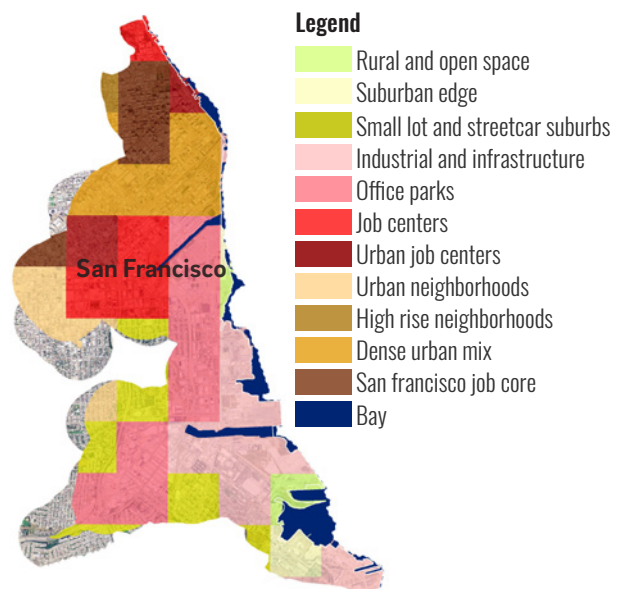 Legend
Rural and open space
Suburban edge
Small lot and streetcar suburbs
Industrial and infrastructure
Office parks
Job centers
Urban job centers
Urban neighborhoods
High rise neighborhoods
Dense urban mix
San francisco job core
Bay
San Francisco